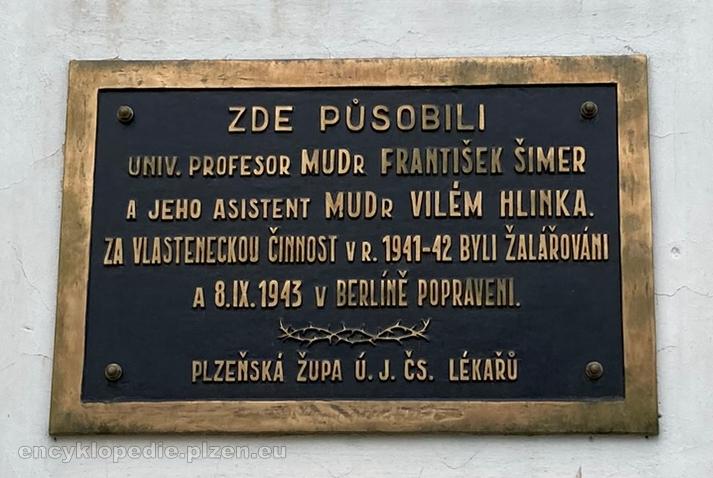 ZDE PŮSOBILI
UNIV. PROFESOR MUDR FRANTIŠEK ŠIMER
A JEHO ASISTENT MUDR VILÉM HLINKA.
ZA VLASTENECKOU ČINNOST V R. 1941-42 BYLI ŽALÁŘOVÁNI
A 8.IX.1943 V BERLÍNĚ POPRAVENI.
PLZEŇSKÁ ŽUPA Ú.J.ČS. LÉKAŘŮ
encyklopedie.plzen.eu